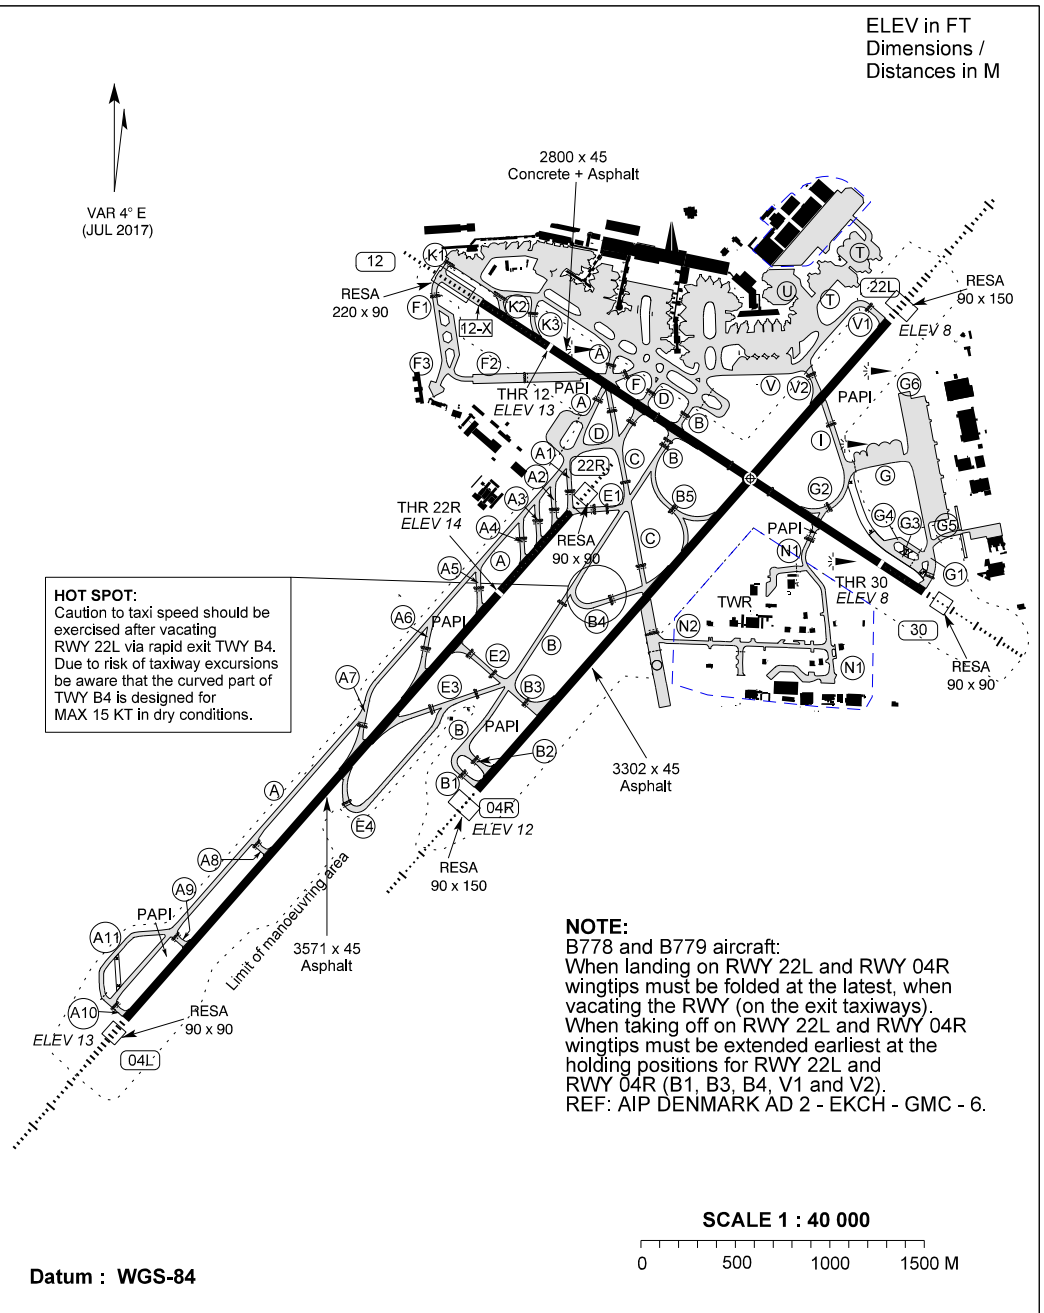 ELEV in FT
Dimensions /
Distances in M
VAR 4° E
(JUL 2017)
2800 x 45
Concrete + Asphalt
12
K1
RESA
220 x 90
F1
12-X
K2
K3
T
U
T
22L
V1
RESA
90 x 150
ELEV 8
F3
F2
A
THR 12
ELEV 13
PAPI
F
D
A
B
V
V2
PAPI
G6
D
I
A1
22R
C
B
G
A2
A3
THR 22R
ELEV 14
A4
E1
B5
G2
G4
G3
G5
RESA
90 x 90
PAPI
C
N1
A
A5
G1
THR 30
ELEV 8
HOT SPOT:
Caution to taxi speed should be
exercised after vacating
RWY 22L via rapid exit TWY B4.
Due to risk of taxiway excursions
be aware that the curved part of
TWY B4 is designed for
MAX 15 KT in dry conditions.
A6
PAPI
B4
TWR
N2
30
B
E2
A7
E3
N1
RESA
90 x 90
B3
B
PAPI
B2
B1
3302 x 45
Asphalt
A
04R
ELEV 12
E4
A8
RESA
90 x 150
A9
PAPI
Limit of manoeuvring area
A11
3571 x 45
Asphalt
A10
RESA
90 x 90
ELEV 13
04L
NOTE:
B778 and B779 aircraft:
When landing on RWY 22L and RWY 04R
wingtips must be folded at the latest, when
vacating the RWY (on the exit taxiways).
When taking off on RWY 22L and RWY 04R
wingtips must be extended earliest at the
holding positions for RWY 22L and
RWY 04R (B1, B3, B4, V1 and V2).
REF: AIP DENMARK AD 2 - EKCH - GMC - 6.
SCALE 1 : 40 000
0 500 1000 1500 M
Datum : WGS-84